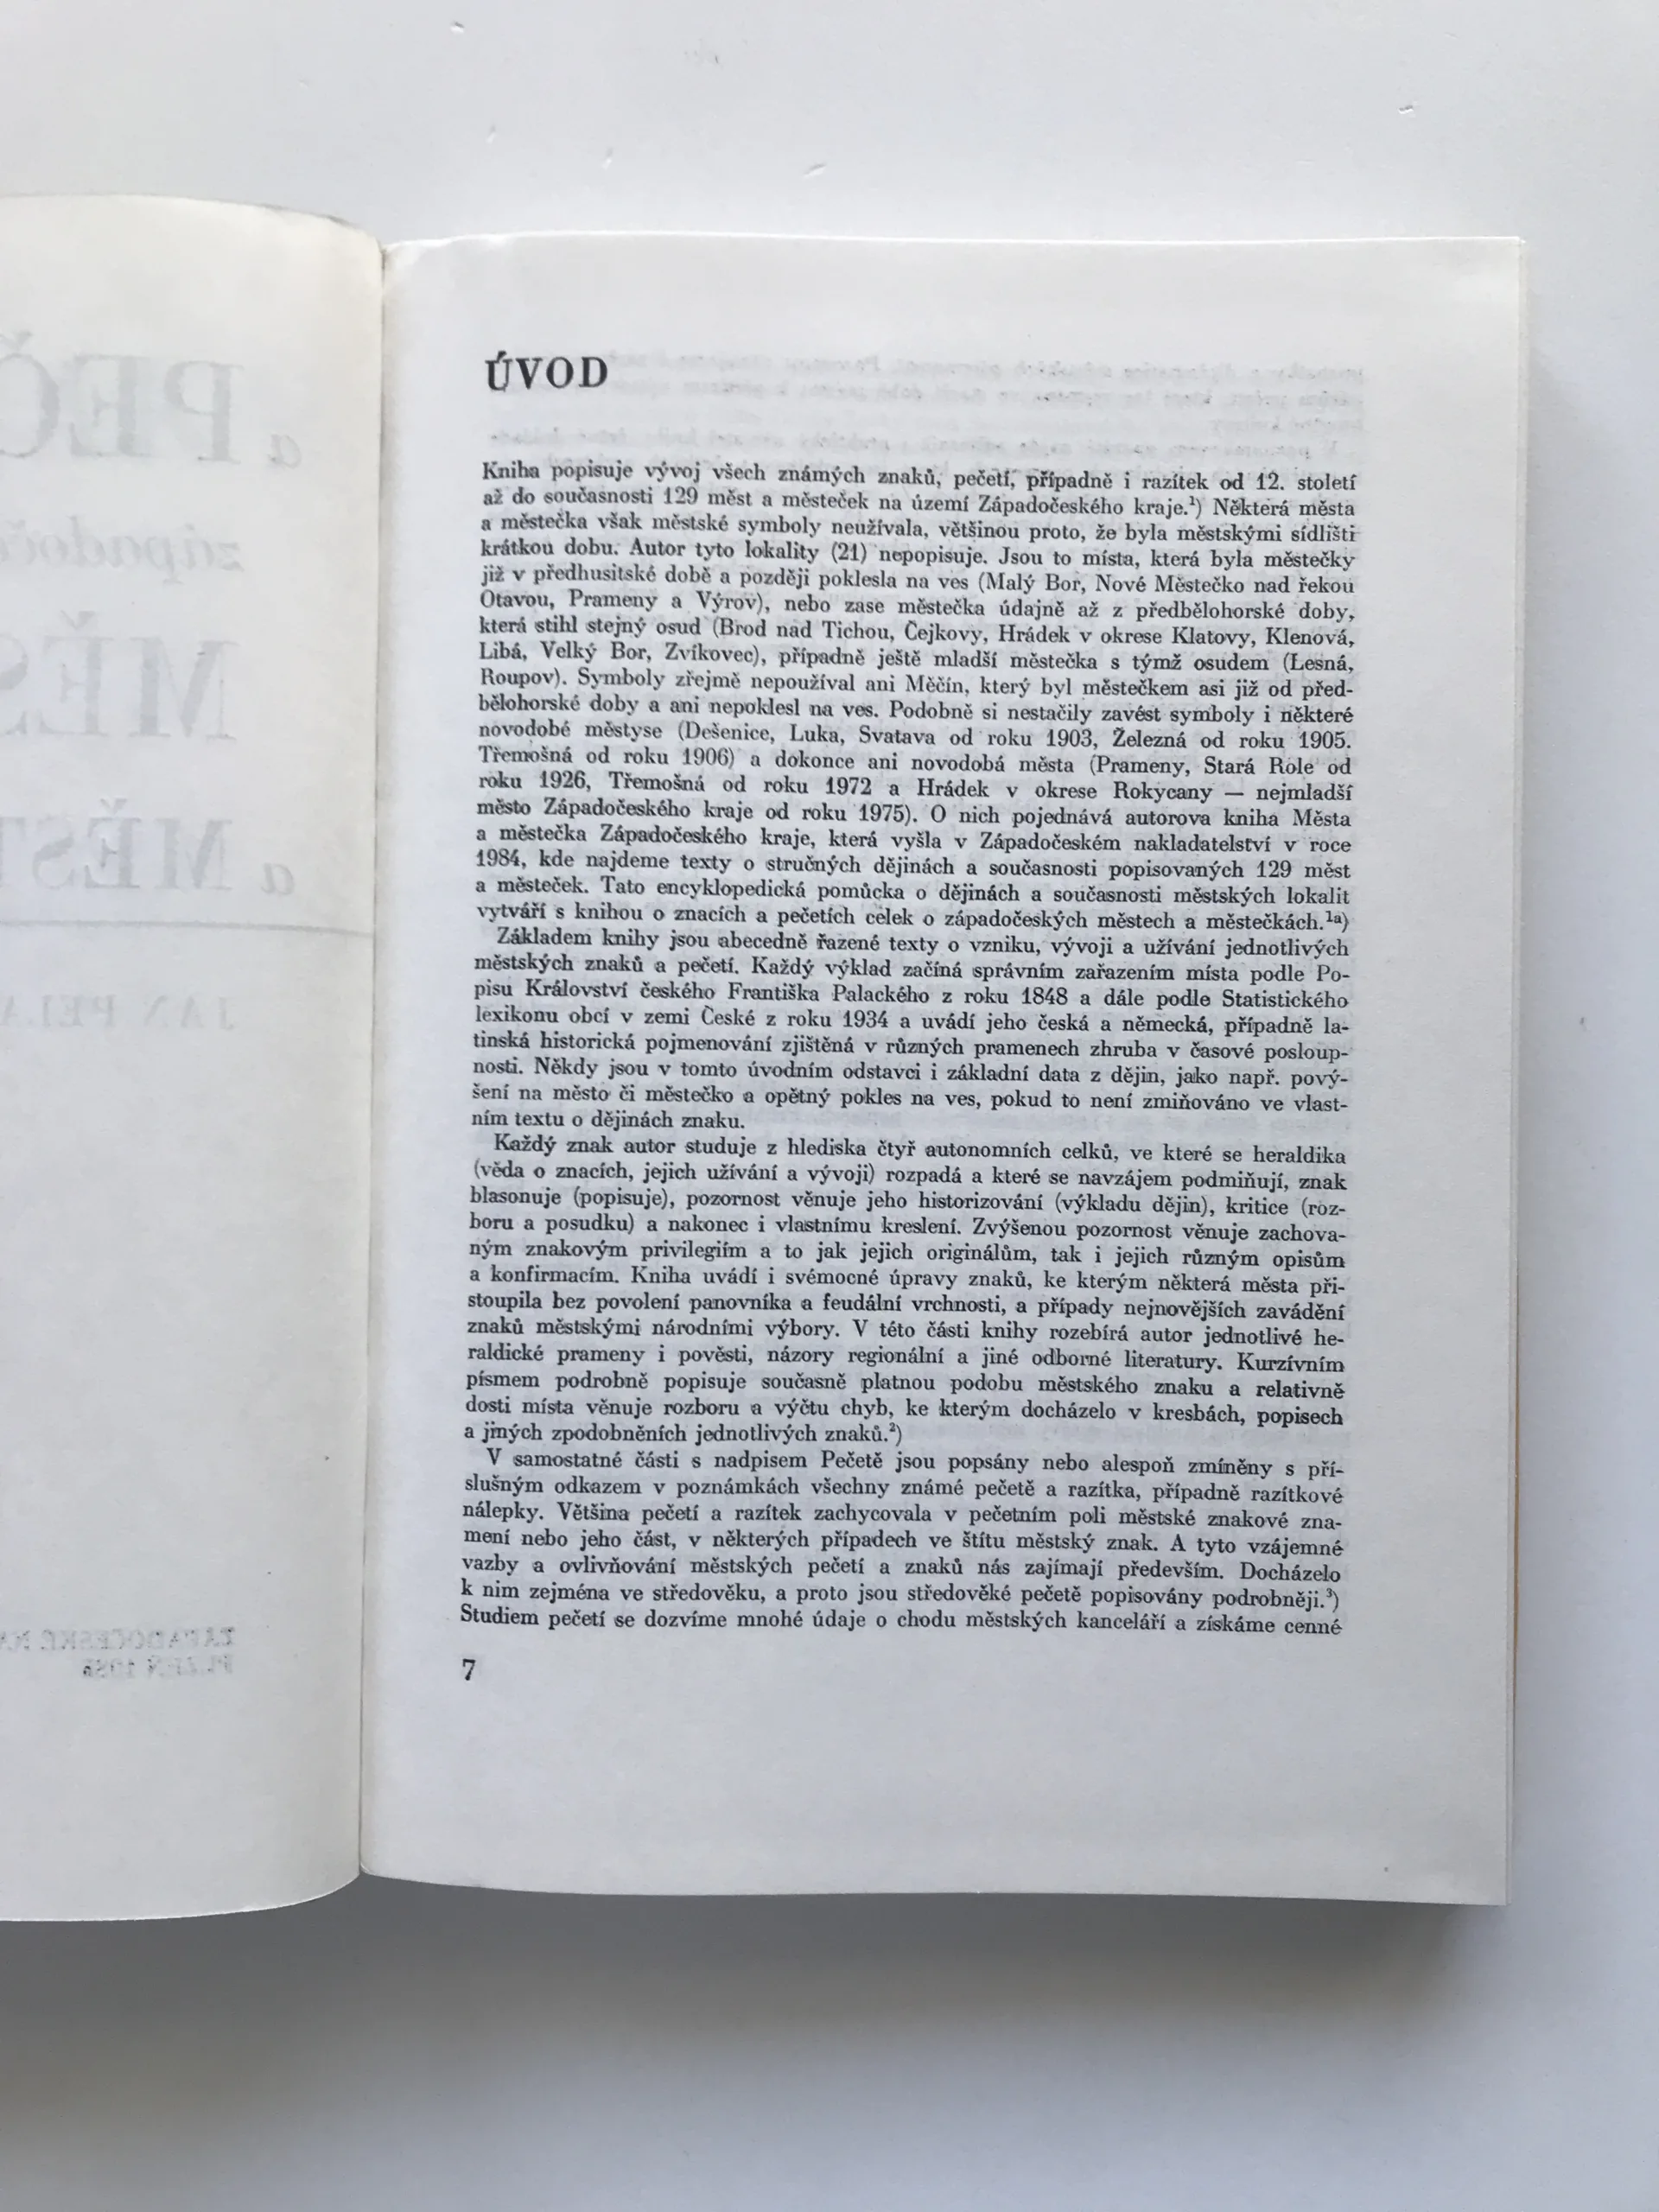 ÚVOD
Kniha popisuje vývoj všech známých znaků, pečetí, případně i razítek od 12. století
až do současnosti 129 měst a městeček na území Západočeského kraje.¹) Některá města
a městečka však městské symboly neužívala, většinou proto, že byla městskými sídlišti
krátkou dobu. Autor tyto lokality (21) nepopisuje. Jsou to místa, která byla městečky
již v předhusitské době a později poklesla na ves (Malý Bor, Nové Městečko nad řekou
Otavou, Prameny a Výrov), nebo zase městečka údajně až z předbělohorské doby,
která stihl stejný osud (Brod nad Tichou, Čejkovy, Hrádek v okrese Klatovy, Klenová,
Libá, Velký Bor, Zvíkovec), případně ještě mladší městečka s týmž osudem (Lesná,
Roupov). Symboly zřejmě nepoužíval ani Měčín, který byl městečkem asi již od před-
bělohorské doby a ani nepoklesl na ves. Podobně si nestačily zavést symboly i některé
novodobé městyse (Dešenice, Luka, Svatava od roku 1903, Železná od roku 1905.
Třemošná od roku 1906) a dokonce ani novodobá města (Prameny, Stará Role od
roku 1926, Třemošná od roku 1972 a Hrádek v okrese Rokycany — nejmladší
město Západočeského kraje od roku 1975). O nich pojednává autorova kniha Města
a městečka Západočeského kraje, která vyšla v Západočeském nakladatelství v roce
1984, kde najdeme texty o stručných dějinách a současnosti popisovaných 129 měst
a městeček. Tato encyklopedická pomůcka o dějinách a současnosti městských lokalit
vytváří s knihou o znacích a pečetích celek o západočeských městech a městečkách.¹ᵃ)
Základem knihy jsou abecedně řazené texty o vzniku, vývoji a užívání jednotlivých
městských znaků a pečetí. Každý výklad začíná správním zařazením místa podle Po-
pisu Království českého Františka Palackého z roku 1848 a dále podle Statistického
lexikonu obcí v zemi České z roku 1934 a uvádí jeho česká a německá, případně la-
tinská historická pojmenování zjištěná v různých pramenech zhruba v časové posloup-
nosti. Někdy jsou v tomto úvodním odstavci i základní data z dějin, jako např. pový-
šení na město či městečko a opětný pokles na ves, pokud to není zmiňováno ve vlast-
ním textu o dějinách znaku.
Každý znak autor studuje z hlediska čtyř autonomních celků, ve které se heraldika
(věda o znacích, jejich užívání a vývoji) rozpadá a které se navzájem podmiňují, znak
blasonuje (popisuje), pozornost věnuje jeho historizování (výkladu dějin), kritice (roz-
boru a posudku) a nakonec i vlastnímu kreslení. Zvýšenou pozornost věnuje zachova-
ným znakovým privilegiím a to jak jejich originálům, tak i jejich různým opisům
a konfirmacím. Kniha uvádí i svémocné úpravy znaků, ke kterým některá města při-
stoupila bez povolení panovníka a feudální vrchnosti, a případy nejnovějších zavádění
znaků městskými národními výbory. V této části knihy rozebírá autor jednotlivé he-
raldické prameny i pověsti, názory regionální a jiné odborné literatury. Kurzívním
písmem podrobně popisuje současně platnou podobu městského znaku a relativně
dosti místa věnuje rozboru a výčtu chyb, ke kterým docházelo v kresbách, popisech
a jiných zpodobněních jednotlivých znaků.²)
V samostatné části s nadpisem Pečetě jsou popsány nebo alespoň zmíněny s pří-
slušným odkazem v poznámkách všechny známé pečetě a razítka, případně razítkové
nálepky. Většina pečetí a razítek zachycovala v pečetním poli městské znakové zna-
mení nebo jeho část, v některých případech ve štítu městský znak. A tyto vzájemné
vazby a ovlivňování městských pečetí a znaků nás zajímají především. Docházelo
k nim zejména ve středověku, a proto jsou středověké pečetě popisovány podrobněji.³)
Studiem pečetí se dozvíme mnohé údaje o chodu městských kanceláří a získáme cenné
7